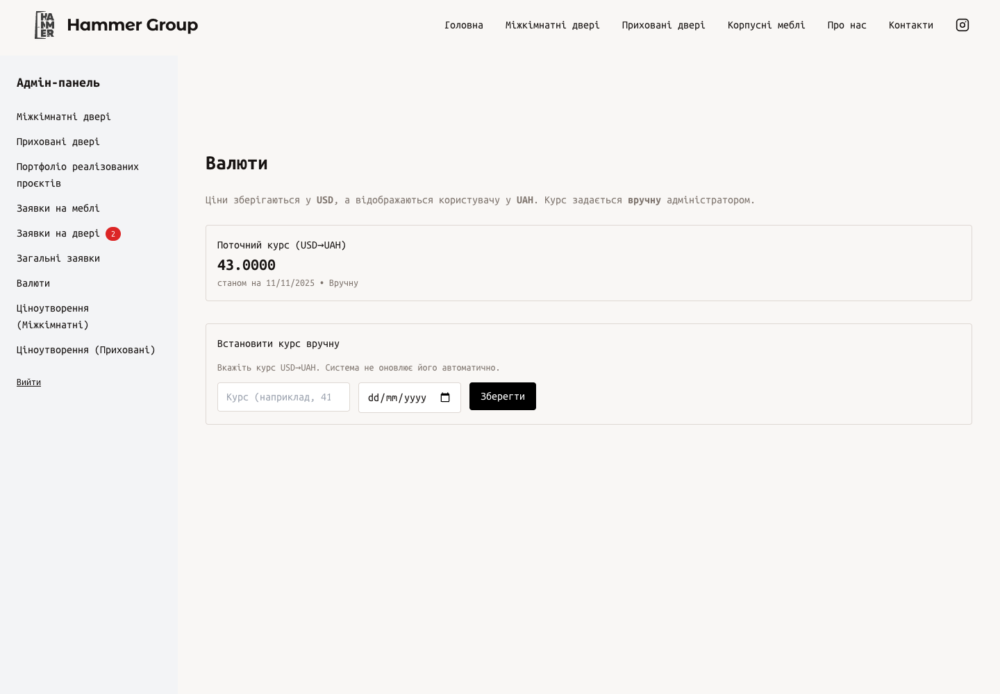 HAMMER
Hammer Group
Головна Міжкімнатні двері Приховані двері Корпусні меблі Про нас Контакти
Адмін-панель
Міжкімнатні двері
Приховані двері
Портфоліо реалізованих
проєктів
Заявки на меблі
Заявки на двері 2
Загальні заявки
Валюти
Ціноутворення
(Міжкімнатні)
Ціноутворення (Приховані)
Вийти
Валюти
Ціни зберігаються у USD, а відображаються користувачу у UAH. Курс задається вручну адміністратором.
Поточний курс (USD→UAH)
43.0000
станом на 11/11/2025 • Вручну
Встановити курс вручну
Вкажіть курс USD→UAH. Система не оновлює його автоматично.
Курс (наприклад, 41 dd/mm/yyyy Зберегти